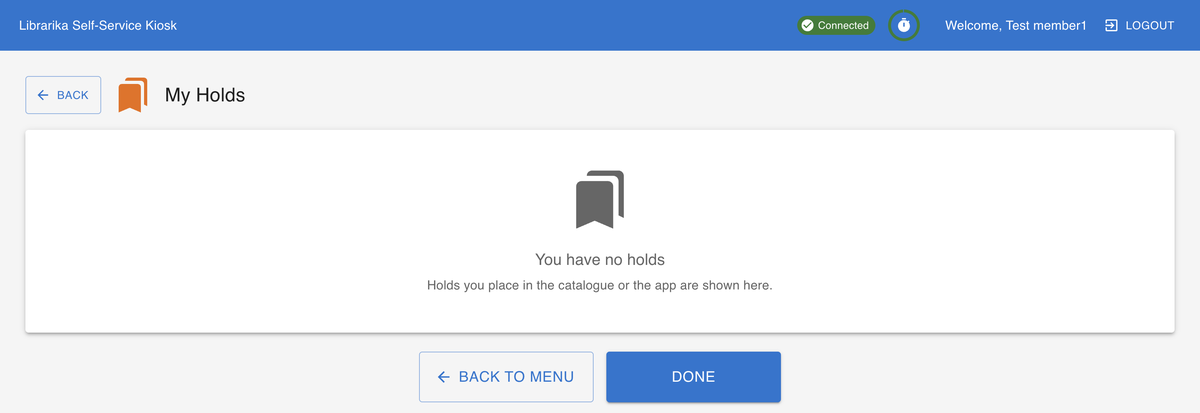 Librarika Self-Service Kiosk
Connected
Welcome, Test member1
LOGOUT
BACK
My Holds
You have no holds
Holds you place in the catalogue or the app are shown here.
BACK TO MENU
DONE